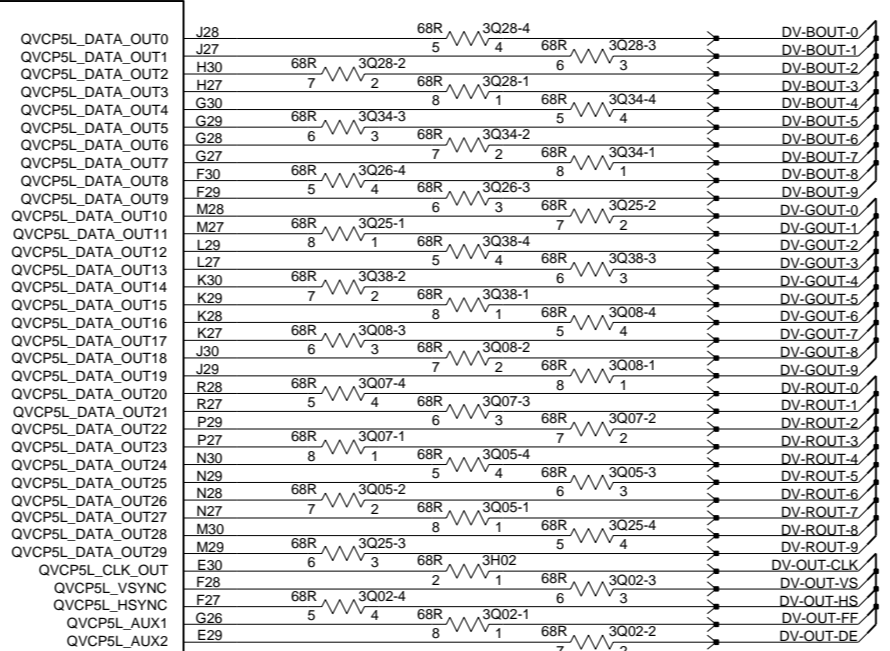 QVCP5L_DATA_OUT0 J28 68R 3Q28-4 5 4 DV-BOUT-0
QVCP5L_DATA_OUT1 J27 68R 3Q28-3 6 3 DV-BOUT-1
QVCP5L_DATA_OUT2 H30 68R 3Q28-2 7 2 DV-BOUT-2
QVCP5L_DATA_OUT3 H27 68R 3Q28-1 8 1 DV-BOUT-3
QVCP5L_DATA_OUT4 G30 68R 3Q34-4 5 4 DV-BOUT-4
QVCP5L_DATA_OUT5 G29 68R 3Q34-3 6 3 DV-BOUT-5
QVCP5L_DATA_OUT6 G28 68R 3Q34-2 7 2 DV-BOUT-6
QVCP5L_DATA_OUT7 G27 68R 3Q34-1 8 1 DV-BOUT-7
QVCP5L_DATA_OUT8 F30 68R 3Q26-4 5 4 DV-BOUT-8
QVCP5L_DATA_OUT9 F29 68R 3Q26-3 6 3 DV-BOUT-9
QVCP5L_DATA_OUT10 M28 68R 3Q25-2 7 2 DV-GOUT-0
QVCP5L_DATA_OUT11 M27 68R 3Q25-1 8 1 DV-GOUT-1
QVCP5L_DATA_OUT12 L29 68R 3Q38-4 5 4 DV-GOUT-2
QVCP5L_DATA_OUT13 L27 68R 3Q38-3 6 3 DV-GOUT-3
QVCP5L_DATA_OUT14 K30 68R 3Q38-2 7 2 DV-GOUT-4
QVCP5L_DATA_OUT15 K29 68R 3Q38-1 8 1 DV-GOUT-5
QVCP5L_DATA_OUT16 K28 68R 3Q08-4 5 4 DV-GOUT-6
QVCP5L_DATA_OUT17 K27 68R 3Q08-3 6 3 DV-GOUT-7
QVCP5L_DATA_OUT18 J30 68R 3Q08-2 7 2 DV-GOUT-8
QVCP5L_DATA_OUT19 J29 68R 3Q08-1 8 1 DV-GOUT-9
QVCP5L_DATA_OUT20 R28 68R 3Q07-4 5 4 DV-ROUT-0
QVCP5L_DATA_OUT21 R27 68R 3Q07-3 6 3 DV-ROUT-1
QVCP5L_DATA_OUT22 P29 68R 3Q07-2 7 2 DV-ROUT-2
QVCP5L_DATA_OUT23 P27 68R 3Q07-1 8 1 DV-ROUT-3
QVCP5L_DATA_OUT24 N30 68R 3Q05-4 5 4 DV-ROUT-4
QVCP5L_DATA_OUT25 N29 68R 3Q05-3 6 3 DV-ROUT-5
QVCP5L_DATA_OUT26 N28 68R 3Q05-2 7 2 DV-ROUT-6
QVCP5L_DATA_OUT27 N27 68R 3Q05-1 8 1 DV-ROUT-7
QVCP5L_DATA_OUT28 M30 68R 3Q25-4 5 4 DV-ROUT-8
QVCP5L_DATA_OUT29 M29 68R 3Q25-3 6 3 DV-ROUT-9
QVCP5L_CLK_OUT E30 68R 3H02 2 1 DV-OUT-CLK
QVCP5L_VSYNC F28 68R 3Q02-3 6 3 DV-OUT-VS
QVCP5L_HSYNC F27 68R 3Q02-4 5 4 DV-OUT-HS
QVCP5L_AUX1 G26 68R 3Q02-1 8 1 DV-OUT-FF
QVCP5L_AUX2 E29 68R 3Q02-2 7 2 DV-OUT-DE